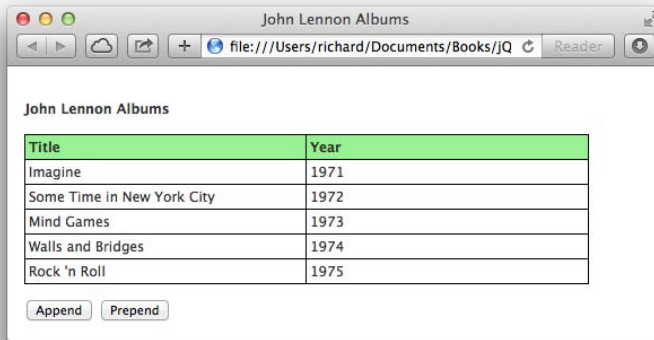 John Lennon Albums
file:///Users/richard/Documents/Books/jQ Reader
John Lennon Albums
Title Year
Imagine 1971
Some Time in New York City 1972
Mind Games 1973
Walls and Bridges 1974
Rock 'n Roll 1975
Append Prepend